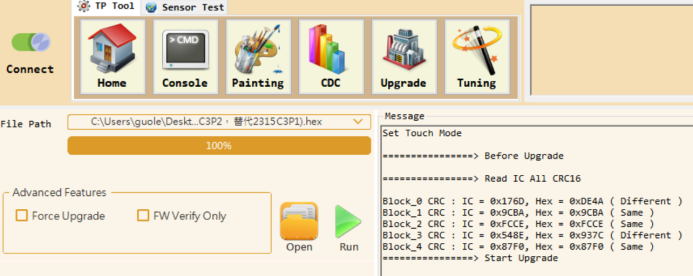 TP Tool
Sensor Test
Connect
CMD
Home
Console
Painting
CDC
Upgrade
Tuning
File Path
C:\Users\guole\Deskt...C3P2，替代2315C3P1).hex
100%
Advanced Features
Force Upgrade
FW Verify Only
Open
Run
Message
Set Touch Mode
================> Before Upgrade
================> Read IC All CRC16
Block_0 CRC : IC = 0x176D, Hex = 0xDE4A ( Different )
Block_1 CRC : IC = 0x9CBA, Hex = 0x9CBA ( Same )
Block_2 CRC : IC = 0xFCCE, Hex = 0xFCCE ( Same )
Block_3 CRC : IC = 0x548E, Hex = 0x937C ( Different )
Block_4 CRC : IC = 0x87F0, Hex = 0x87F0 ( Same )
================> Start Upgrade